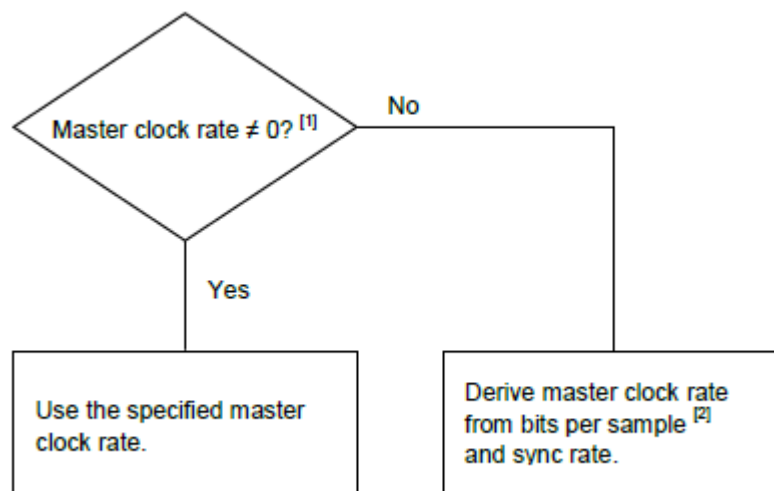 Master clock rate ≠ 0? [1]
No
Yes
Use the specified master
clock rate.
Derive master clock rate
from bits per sample [2]
and sync rate.